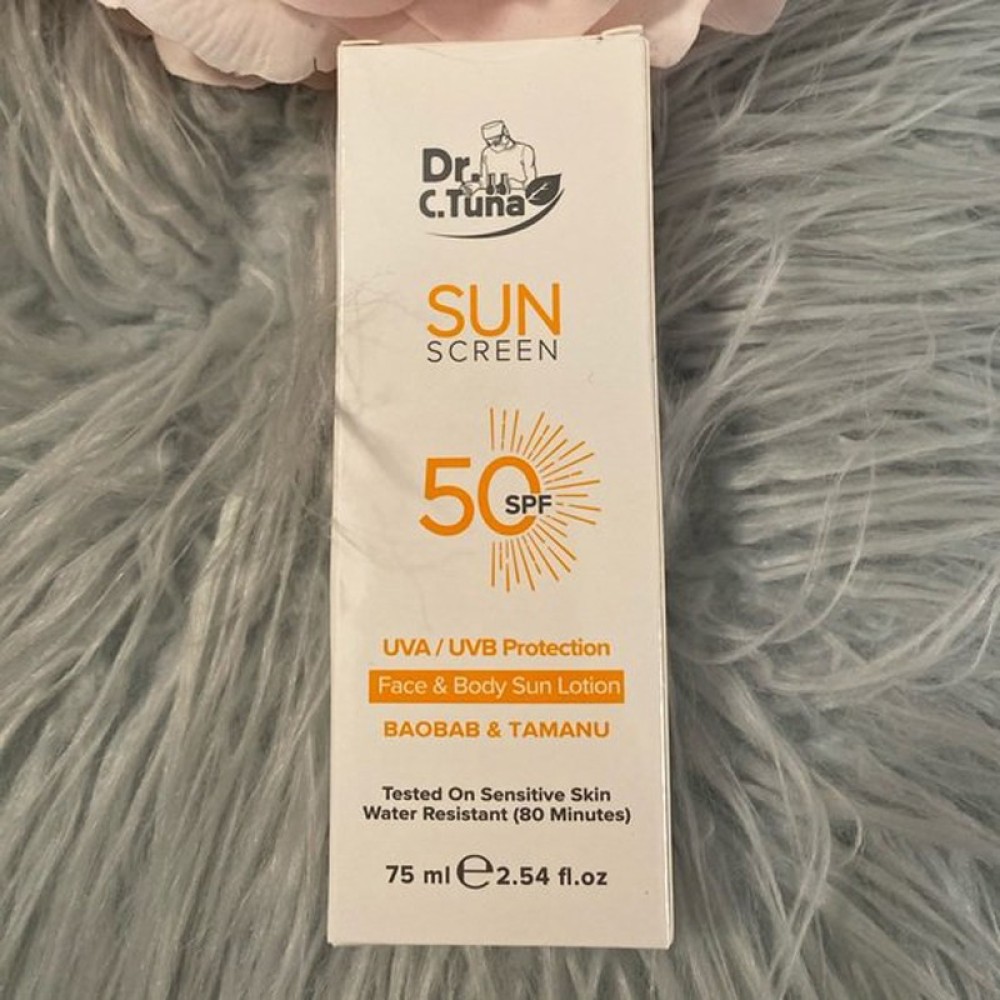 Dr.
C.Tuna
SUN
SCREEN
50
SPF
UVA / UVB Protection
Face & Body Sun Lotion
BAOBAB & TAMANU
Tested On Sensitive Skin
Water Resistant (80 Minutes)
75 ml ℮ 2.54 fl.oz